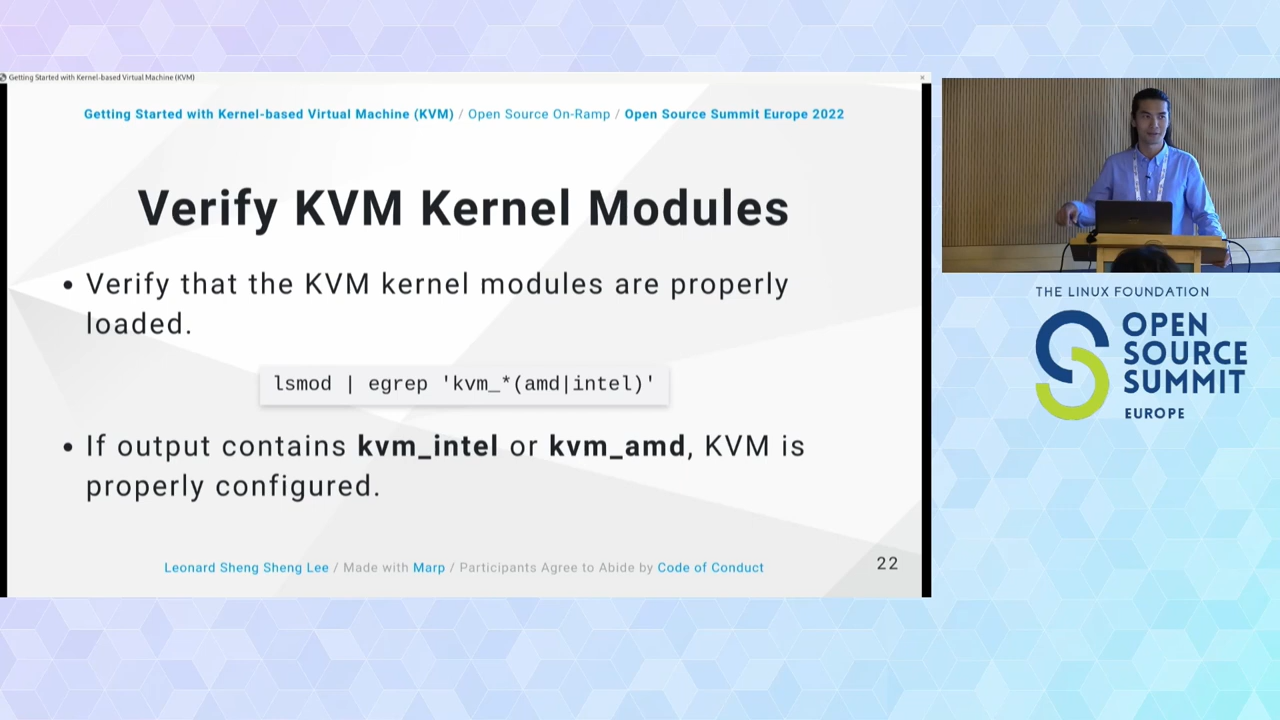 Getting Started with Kernel-based Virtual Machine (KVM)
Getting Started with Kernel-based Virtual Machine (KVM) / Open Source On-Ramp / Open Source Summit Europe 2022
Verify KVM Kernel Modules
• Verify that the KVM kernel modules are properly
loaded.
lsmod | egrep 'kvm_*(amd|intel)'
• If output contains kvm_intel or kvm_amd, KVM is
properly configured.
Leonard Sheng Sheng Lee / Made with Marp / Participants Agree to Abide by Code of Conduct
22
THE LINUX FOUNDATION
OPEN
SOURCE
SUMMIT
EUROPE